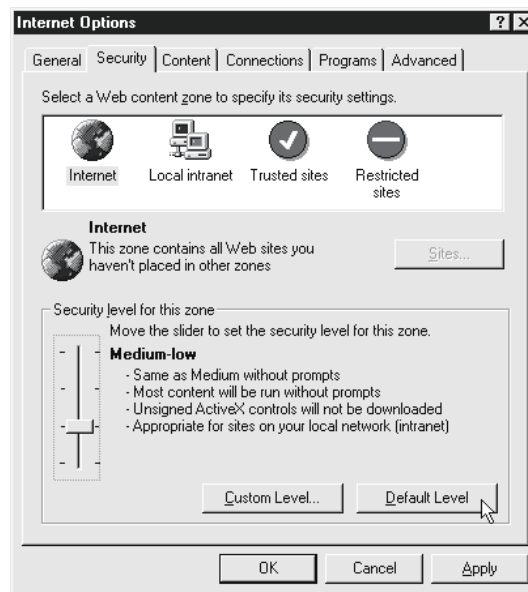 Internet Options
General Security Content Connections Programs Advanced
Select a Web content zone to specify its security settings.
Internet Local intranet Trusted sites Restricted
sites
Internet
This zone contains all Web sites you
haven't placed in other zones
Sites...
Security level for this zone
Move the slider to set the security level for this zone.
Medium-low
- Same as Medium without prompts
- Most content will be run without prompts
- Unsigned ActiveX controls will not be downloaded
- Appropriate for sites on your local network (intranet)
Custom Level... Default Level
OK Cancel Apply